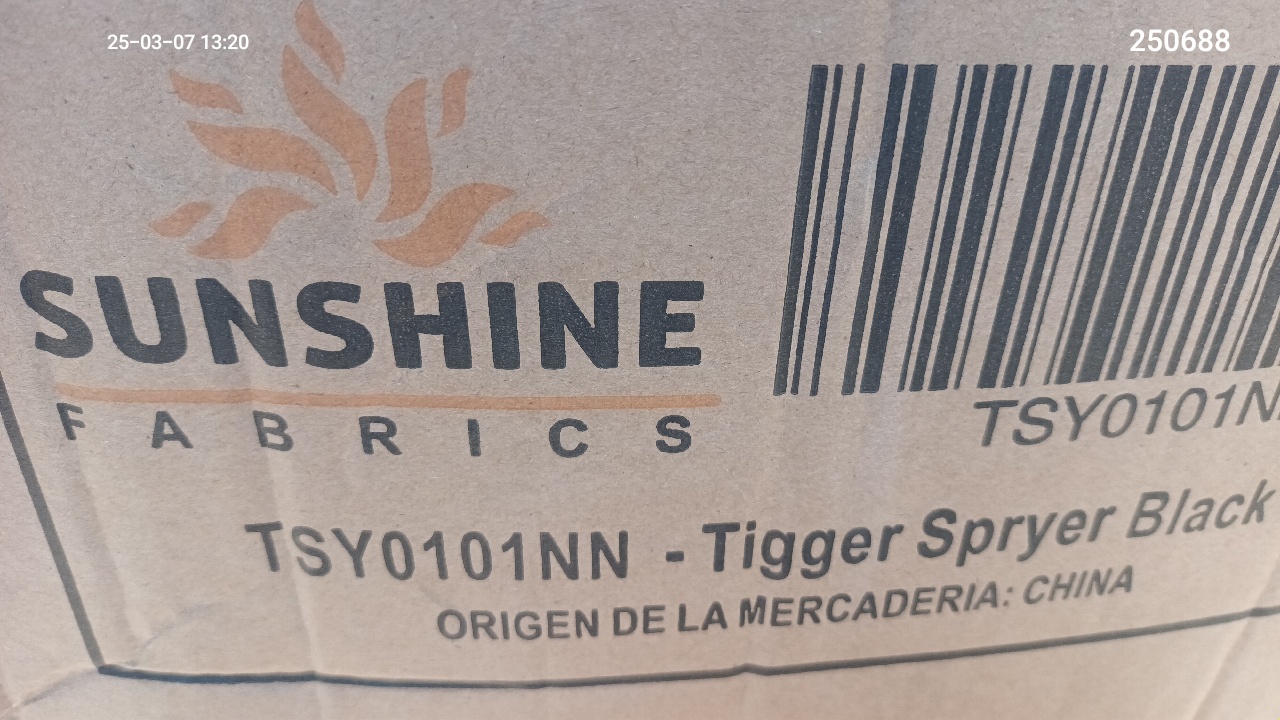 25-03-07 13:20
250688
SUNSHINE
FABRICS
TSY0101N
TSY0101NN - Tigger Spryer Black
ORIGEN DE LA MERCADERIA: CHINA